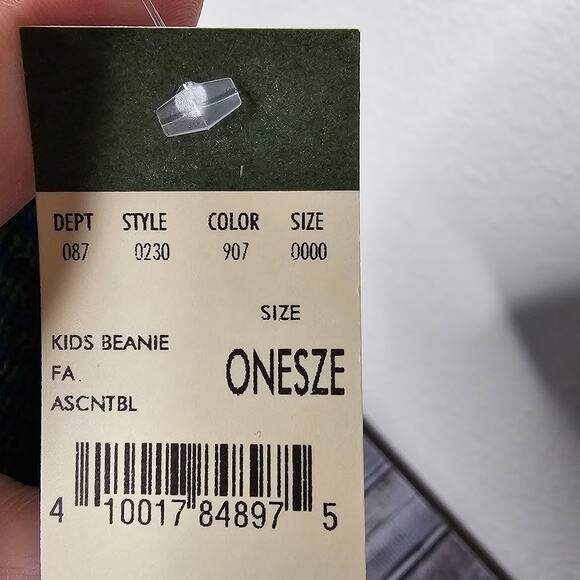 DEPT STYLE COLOR SIZE
087 0230 907 0000
SIZE
KIDS BEANIE
FA.
ASCNTBL
ONESZE
4 10017 84897 5